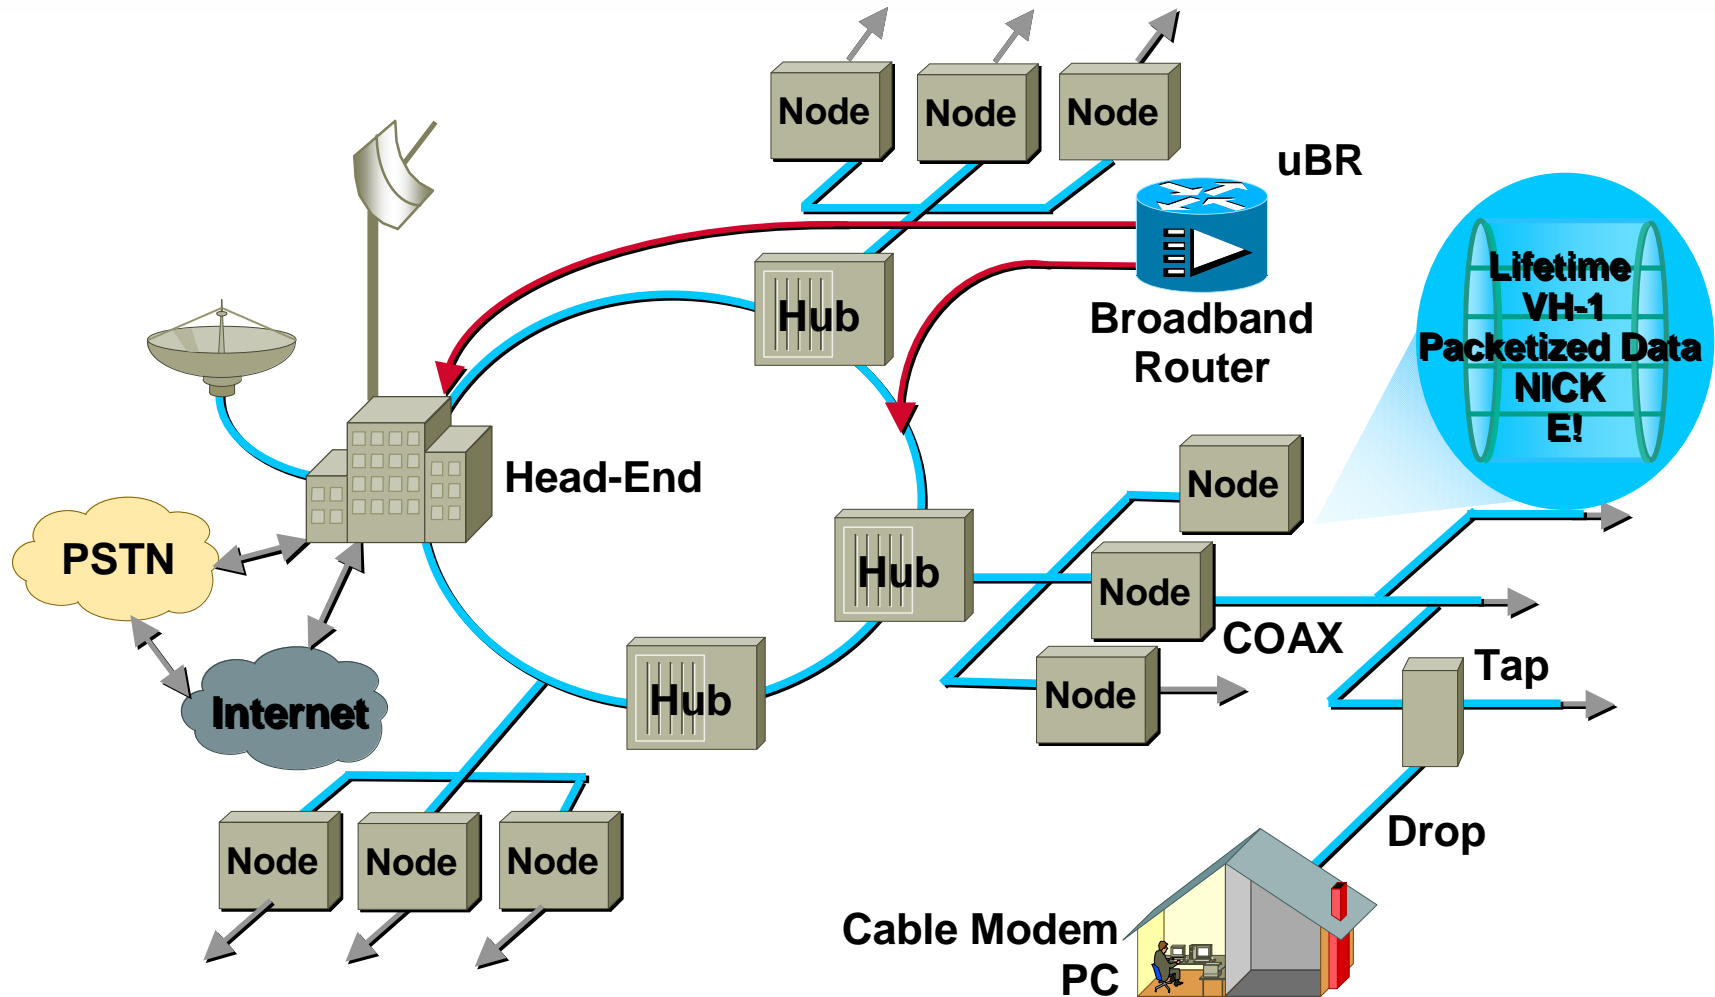 Node
Node
Node
uBR
Broadband
Router
Hub
Lifetime
VH-1
Packetized Data
NICK
E!
Head-End
PSTN
Internet
Hub
Hub
Node
Node
Node
COAX
Tap
Drop
Node
Node
Node
Cable Modem
PC